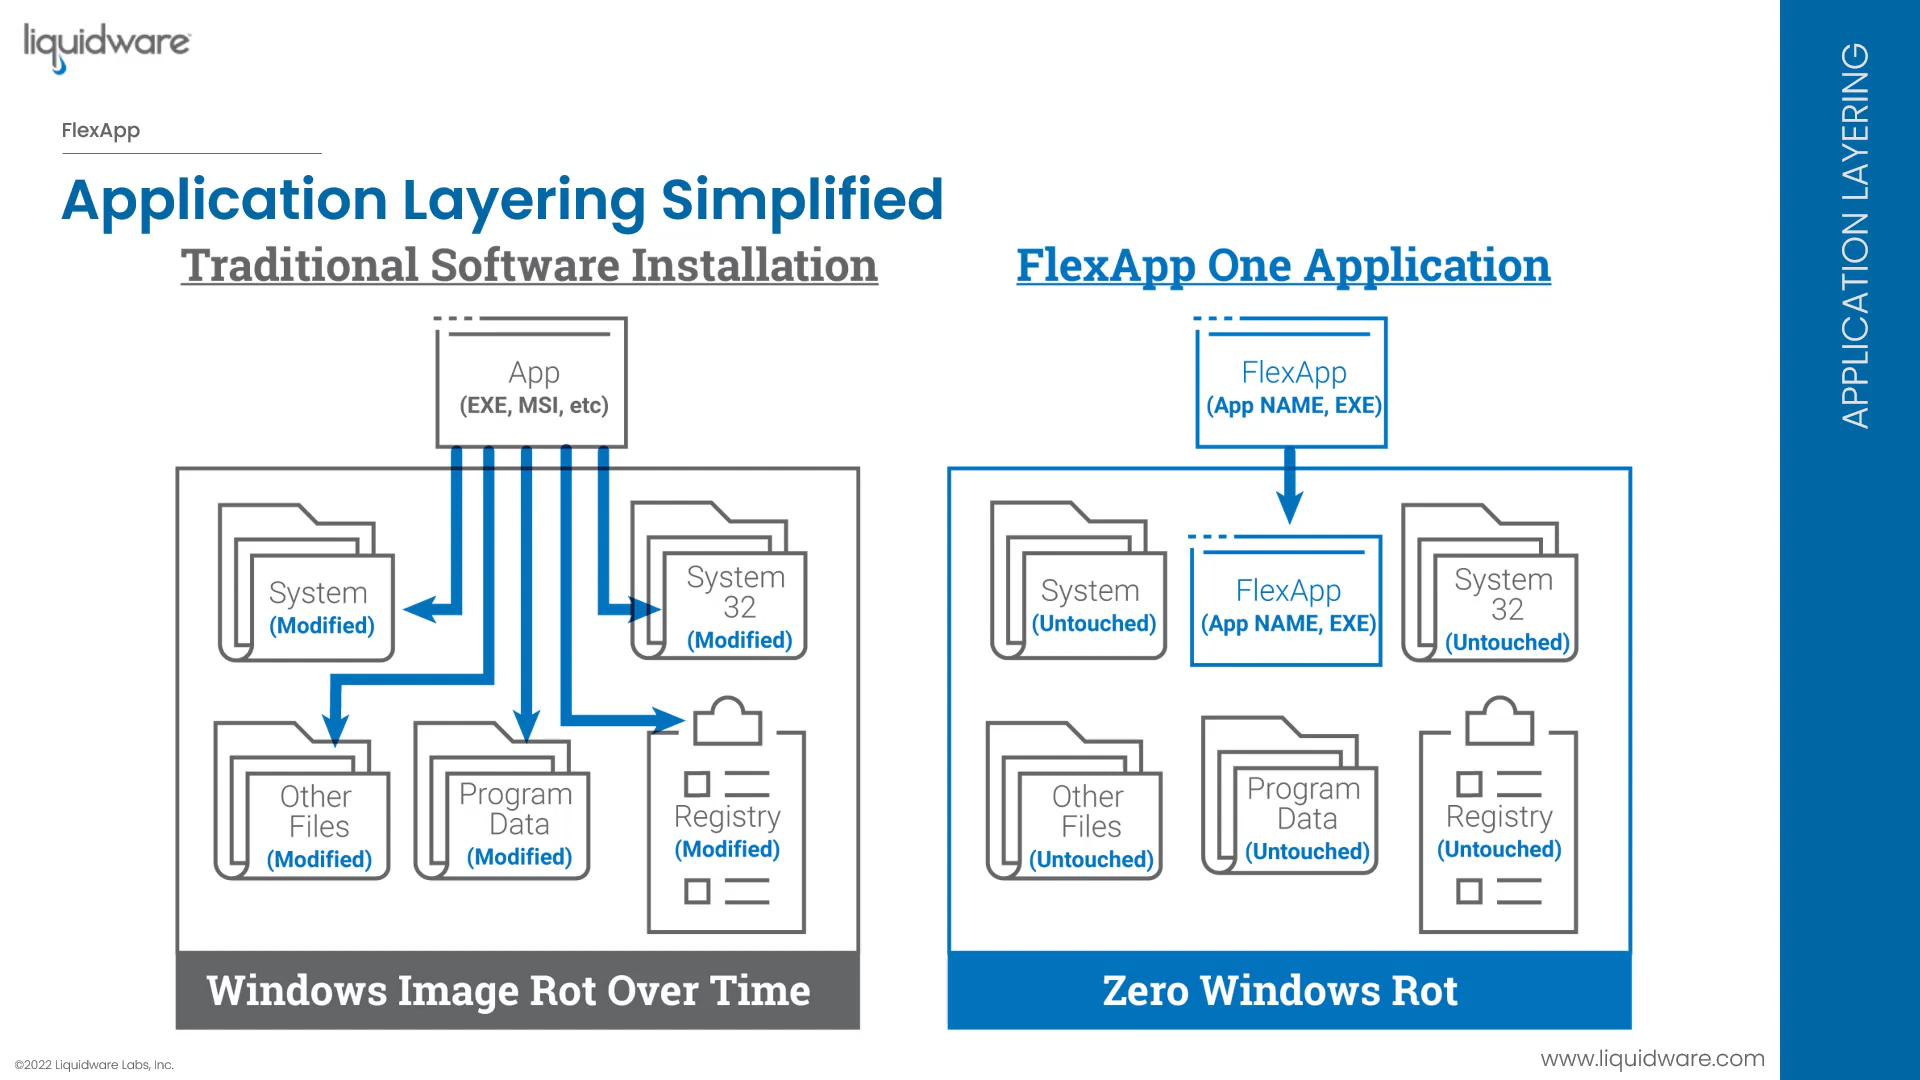 liquidware
FlexApp
Application Layering Simplified
Traditional Software Installation
App
(EXE, MSI, etc)
System
(Modified)
System
32
(Modified)
Other
Files
(Modified)
Program
Data
(Modified)
Registry
(Modified)
Windows Image Rot Over Time
FlexApp One Application
FlexApp
(App NAME, EXE)
System
(Untouched)
FlexApp
(App NAME, EXE)
System
32
(Untouched)
Other
Files
(Untouched)
Program
Data
(Untouched)
Registry
(Untouched)
Zero Windows Rot
APPLICATION LAYERING
©2022 Liquidware Labs, Inc.
www.liquidware.com